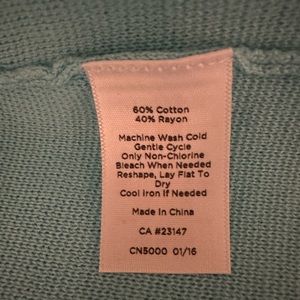 60% Cotton
40% Rayon
Machine Wash Cold
Gentle Cycle
Only Non-Chlorine
Bleach When Needed
Reshape, Lay Flat To
Dry
Cool Iron If Needed
Made In China
CA #23147
CN5000 01/16